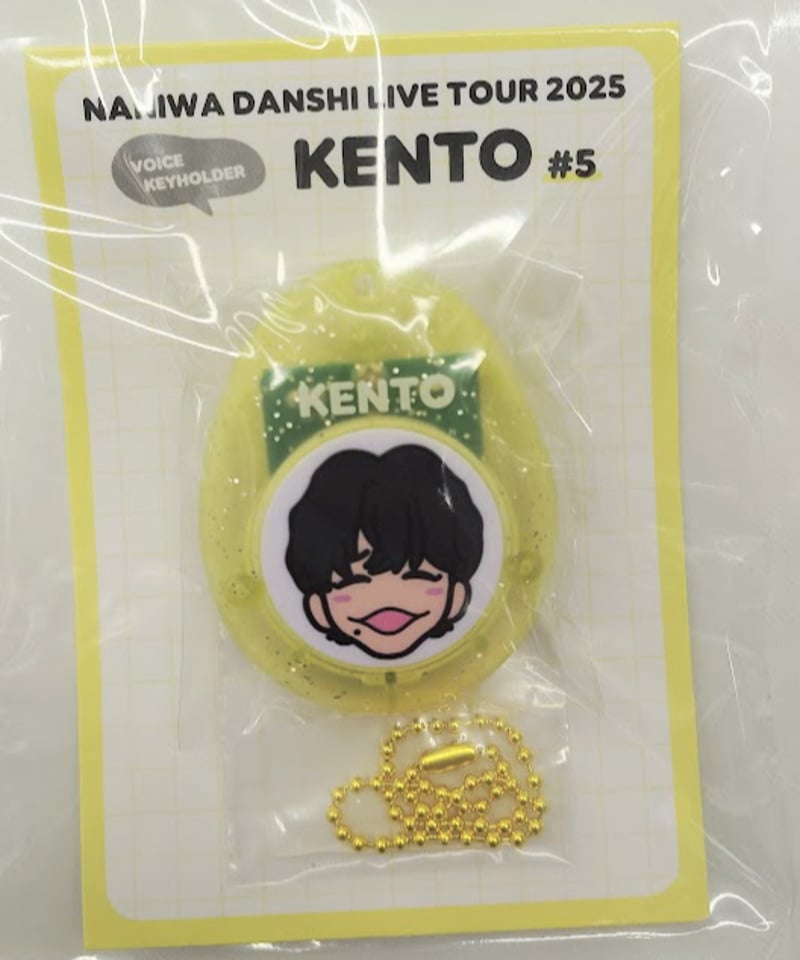 NANIWA DANSHI LIVE TOUR 2025
VOICE
KEYHOLDER
KENTO #5
KENTO